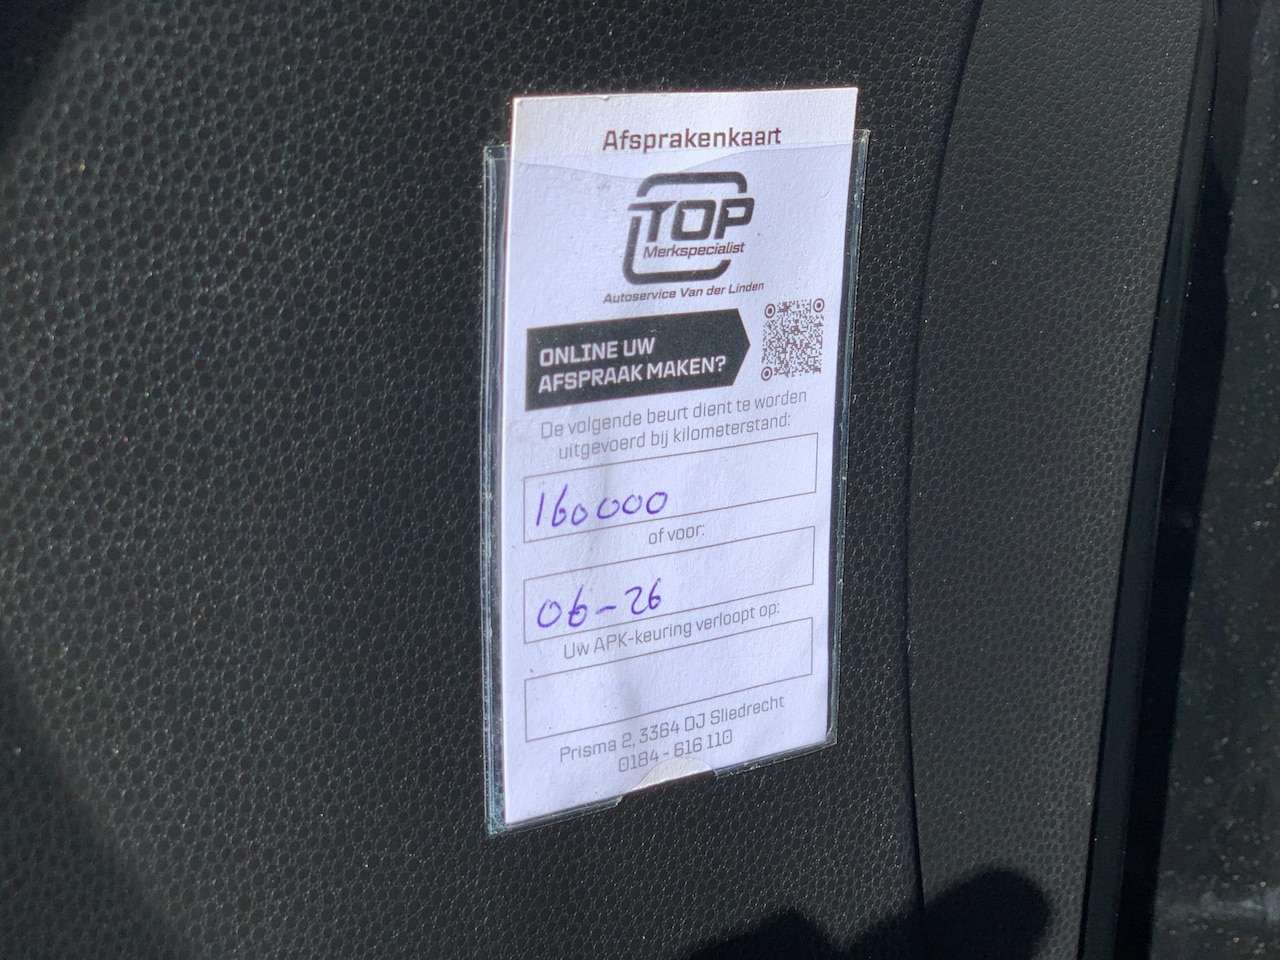 Afsprakenkaart
TOP
Merkspecialist
Autoservice Van der Linden
ONLINE UW
AFSPRAAK MAKEN?
De volgende beurt dient te worden
uitgevoerd bij kilometerstand:
160000
of voor:
06-26
Uw APK-keuring verloopt op:
Prisma 2, 3364 DJ Sliedrecht
0184 - 616 110